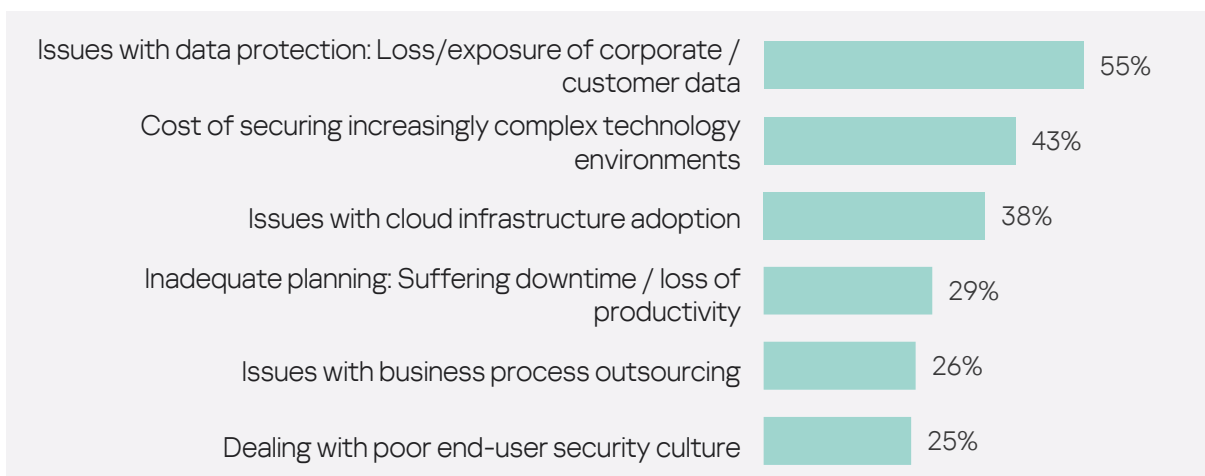 Issues with data protection: Loss/exposure of corporate /
customer data
55%
Cost of securing increasingly complex technology
environments
43%
Issues with cloud infrastructure adoption
38%
Inadequate planning: Suffering downtime / loss of
productivity
29%
Issues with business process outsourcing
26%
Dealing with poor end-user security culture
25%